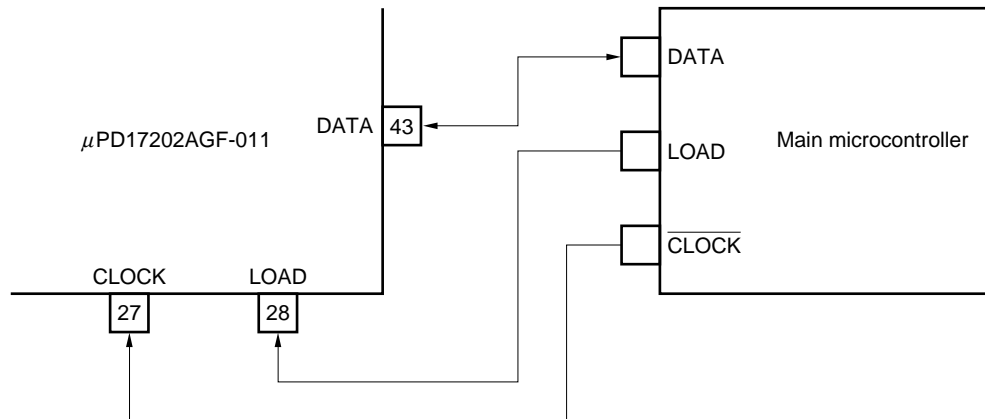 μPD17202AGF-011
DATA
43
CLOCK
27
LOAD
28
DATA
LOAD
CLOCK
Main microcontroller